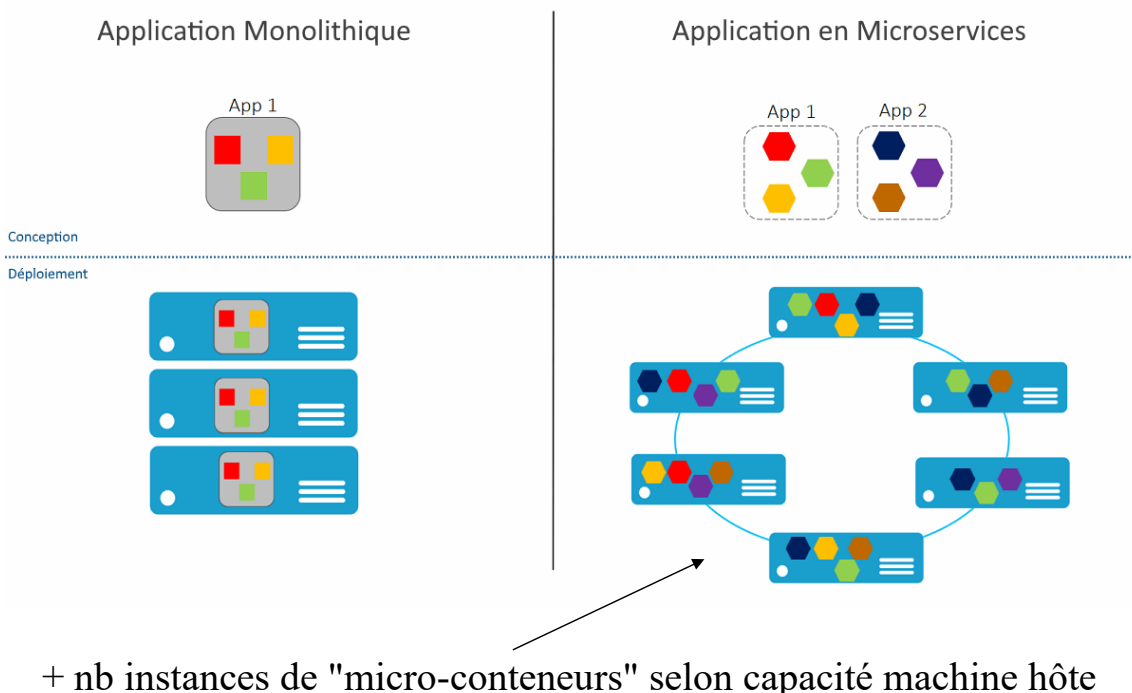 Application Monolithique
Application en Microservices
App 1
App 1
App 2
Conception
Déploiement
+ nb instances de "micro-conteneurs" selon capacité machine hôte